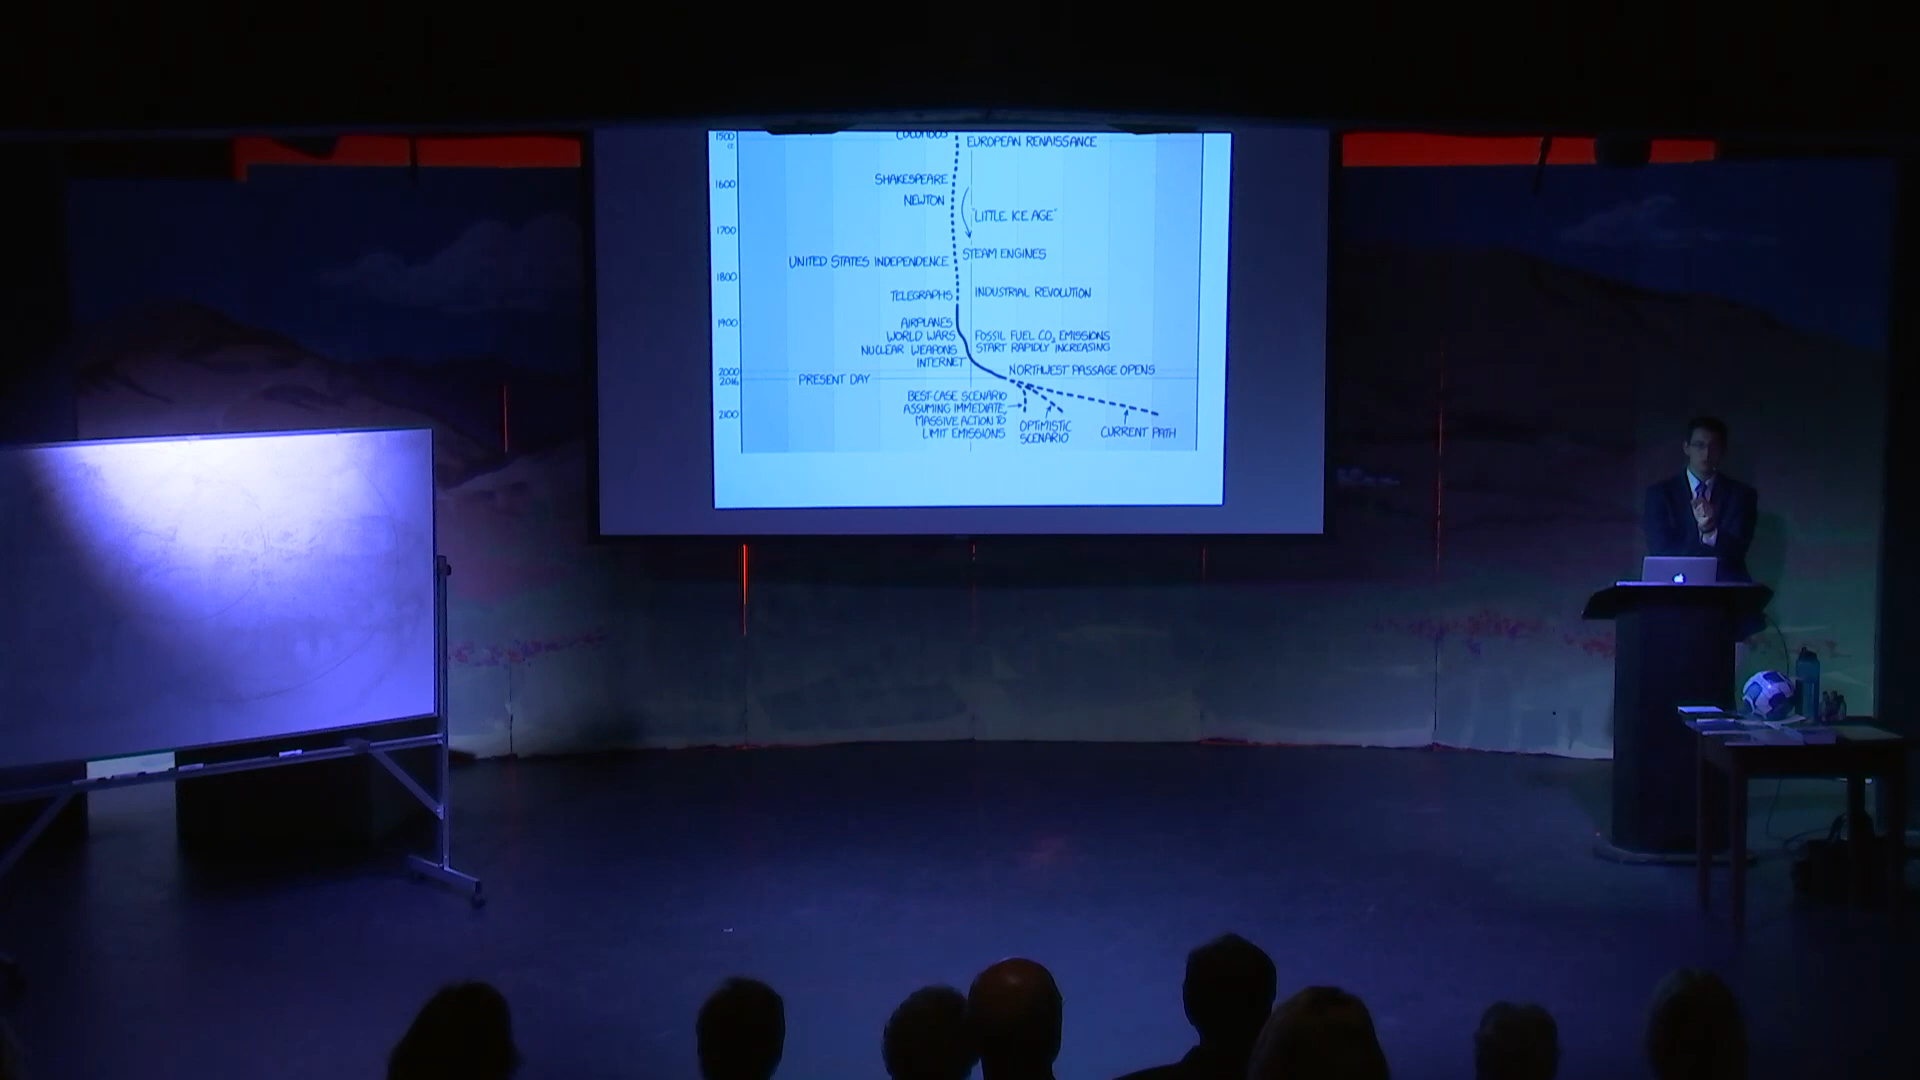 1500
EUROPEAN RENAISSANCE
CE
SHAKESPEARE
1600
NEWTON
"LITTLE ICE AGE"
1700
STEAM ENGINES
UNITED STATES INDEPENDENCE
1800
TELEGRAPHS
INDUSTRIAL REVOLUTION
1900
AIRPLANES
WORLD WARS
NUCLEAR WEAPONS
INTERNET
FOSSIL FUEL CO2 EMISSIONS
START RAPIDLY INCREASING
2000
NORTHWEST PASSAGE OPENS
2016
PRESENT DAY
BEST-CASE SCENARIO
ASSUMING IMMEDIATE,
MASSIVE ACTION TO
LIMIT EMISSIONS
2100
OPTIMISTIC
SCENARIO
CURRENT PATH